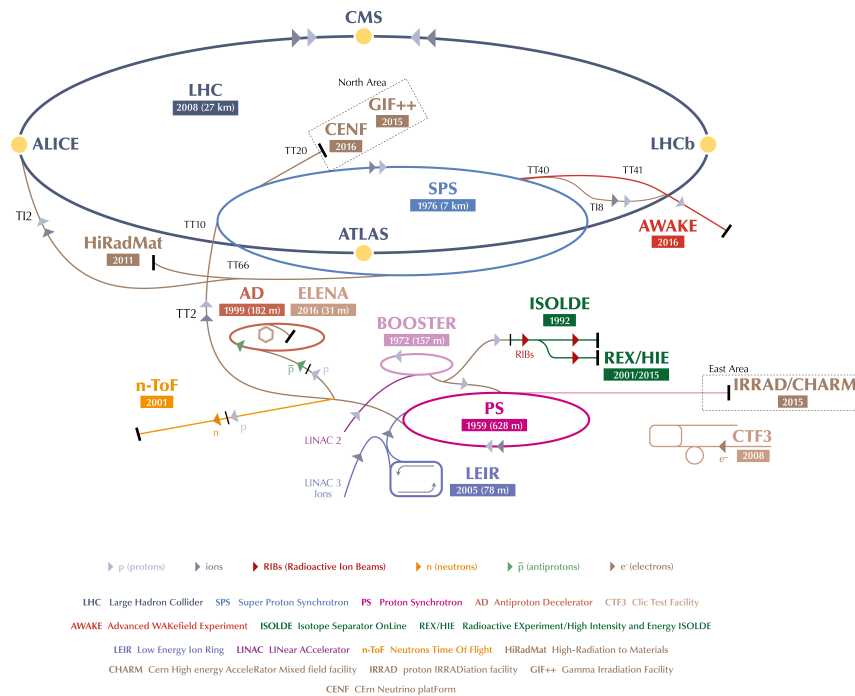 CMS
North Area
LHC
2008 (27 km)
GIF++
2015
CENF
2016
TT20
ALICE
LHCb
TT40
TT41
SPS
1976 (7 km)
TI8
TI2
TT10
AWAKE
2016
HiRadMat
2011
ATLAS
TT66
AD
1999 (182 m)
ELENA
2016 (31 m)
TT2
BOOSTER
1972 (157 m)
ISOLDE
1992
RIBs
REX/HIE
2001/2015
p̅
p
East Area
n-ToF
2001
IRRAD/CHARM
2015
PS
1959 (628 m)
n
p
LINAC 2
CTF3
2008
e-
LEIR
2005 (78 m)
LINAC 3
Ions
p (protons) ions RIBs (Radioactive Ion Beams) n (neutrons) p̅ (antiprotons) e- (electrons)
LHC Large Hadron Collider SPS Super Proton Synchrotron PS Proton Synchrotron AD Antiproton Decelerator CTF3 Clic Test Facility
AWAKE Advanced WAKefield Experiment ISOLDE Isotope Separator OnLine REX/HIE Radioactive EXperiment/High Intensity and Energy ISOLDE
LEIR Low Energy Ion Ring LINAC LINear ACcelerator n-ToF Neutrons Time Of Flight HiRadMat High-Radiation to Materials
CHARM Cern High energy AcceleRator Mixed field facility IRRAD proton IRRADiation facility GIF++ Gamma Irradiation Facility
CENF CErn Neutrino platForm